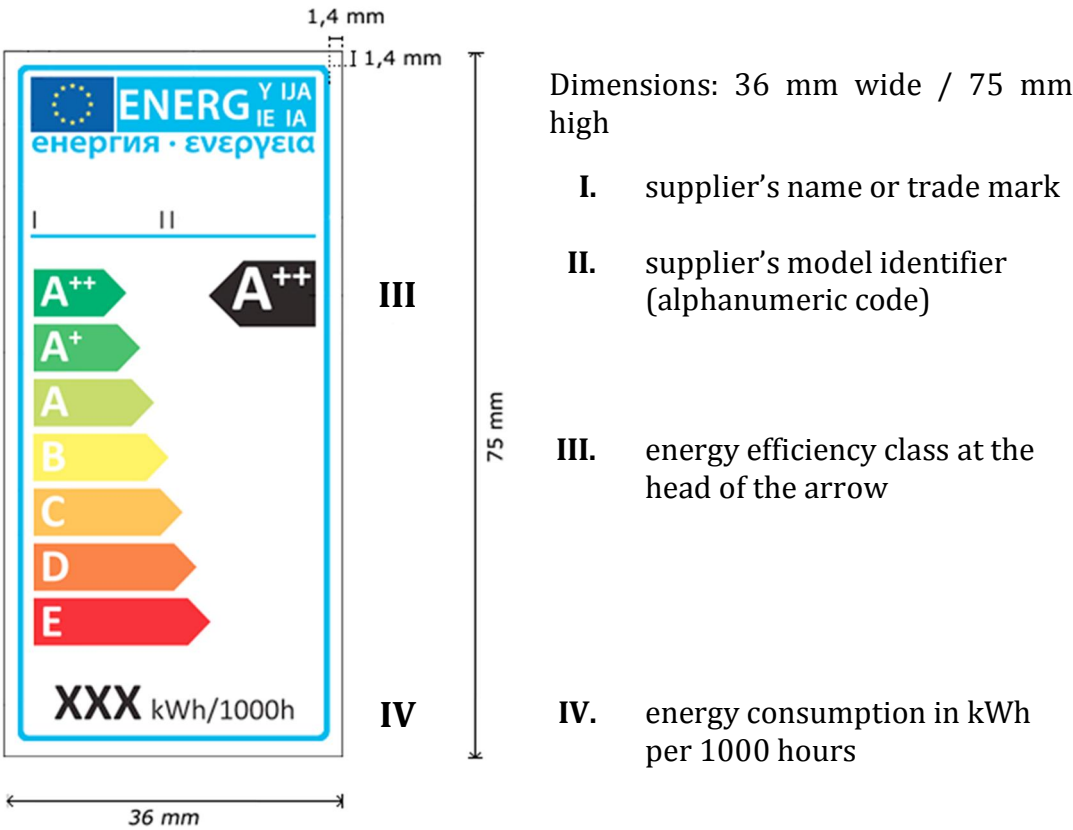 1,4 mm
1,4 mm
ENERG Y IJA
IE IA
енергия · ενεργεια
I II
A++ A++
III
A+
A
B
C
D
E
XXX kWh/1000h
IV
75 mm
36 mm
Dimensions: 36 mm wide / 75 mm
high
I. supplier’s name or trade mark
II. supplier’s model identifier
(alphanumeric code)
III. energy efficiency class at the
head of the arrow
IV. energy consumption in kWh
per 1000 hours